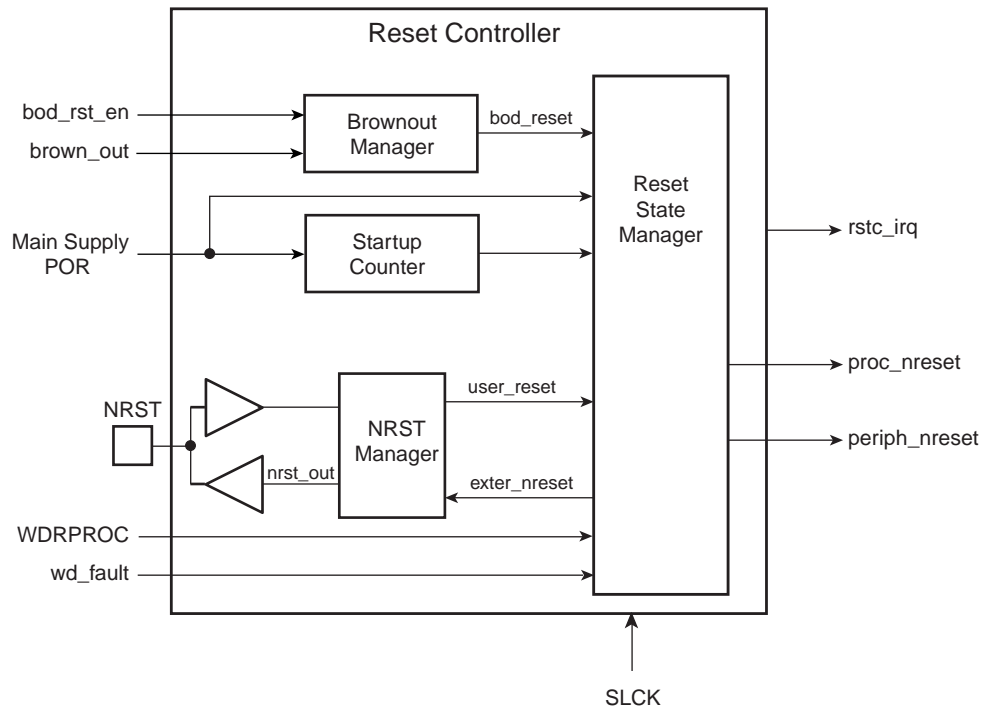 Reset Controller
bod_rst_en
brown_out
Brownout
Manager
bod_reset
Main Supply
POR
Startup
Counter
Reset
State
Manager
rstc_irq
proc_nreset
periph_nreset
NRST
NRST
Manager
user_reset
nrst_out
exter_nreset
WDRPROC
wd_fault
SLCK